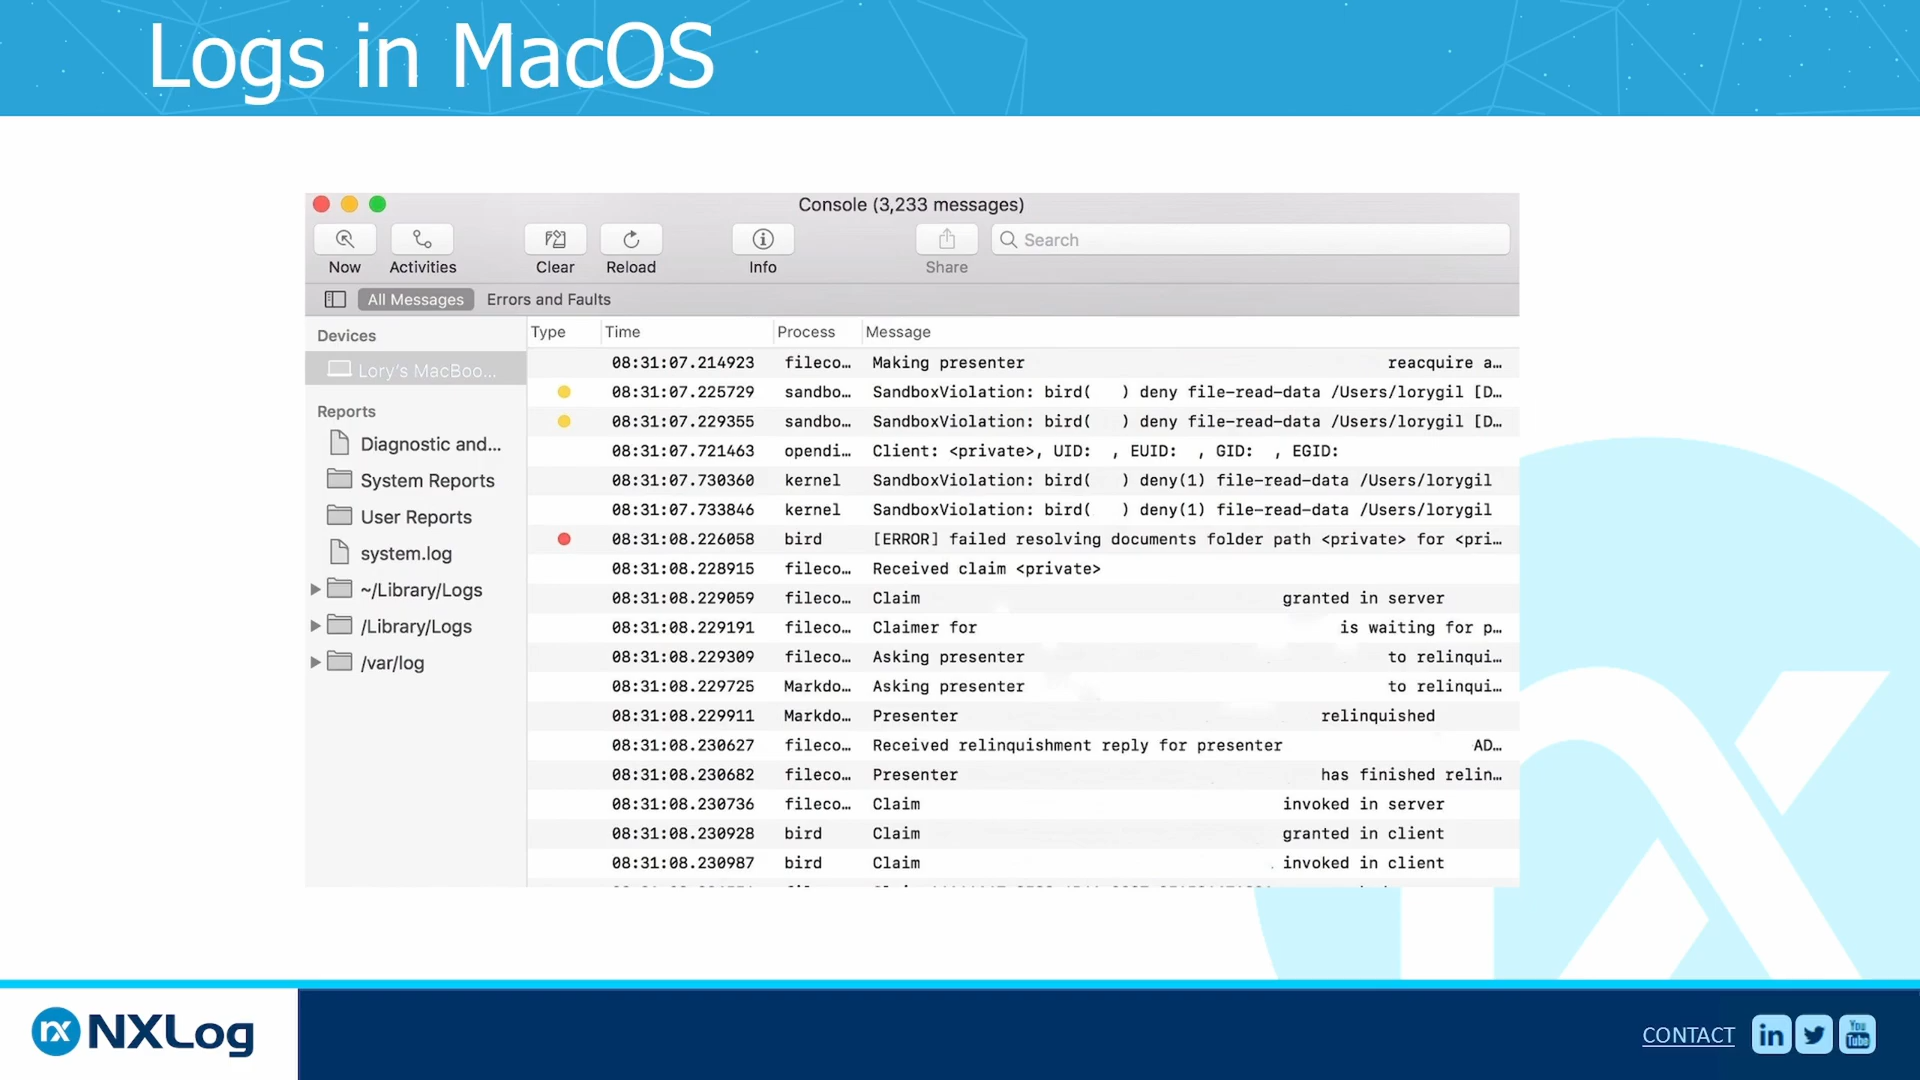 Logs in MacOS
Console (3,233 messages)
Search
Now Activities Clear Reload Info Share
All Messages Errors and Faults
Devices
Lory's MacBoo...
Reports
Diagnostic and...
System Reports
User Reports
system.log
~/Library/Logs
/Library/Logs
/var/log
Type Time Process Message
08:31:07.214923 fileco… Making presenter reacquire a…
08:31:07.225729 sandbo… SandboxViolation: bird( ) deny file-read-data /Users/lorygil [D…
08:31:07.229355 sandbo… SandboxViolation: bird( ) deny file-read-data /Users/lorygil [D…
08:31:07.721463 opendi… Client: <private>, UID: , EUID: , GID: , EGID:
08:31:07.730360 kernel SandboxViolation: bird( ) deny(1) file-read-data /Users/lorygil
08:31:07.733846 kernel SandboxViolation: bird( ) deny(1) file-read-data /Users/lorygil
08:31:08.226058 bird [ERROR] failed resolving documents folder path <private> for <pri…
08:31:08.228915 fileco… Received claim <private>
08:31:08.229059 fileco… Claim granted in server
08:31:08.229191 fileco… Claimer for is waiting for p…
08:31:08.229309 fileco… Asking presenter to relinqui…
08:31:08.229725 Markdo… Asking presenter to relinqui…
08:31:08.229911 Markdo… Presenter relinquished
08:31:08.230627 fileco… Received relinquishment reply for presenter AD…
08:31:08.230682 fileco… Presenter has finished relin…
08:31:08.230736 fileco… Claim invoked in server
08:31:08.230928 bird Claim granted in client
08:31:08.230987 bird Claim invoked in client
NXLog
CONTACT
in
You
Tube